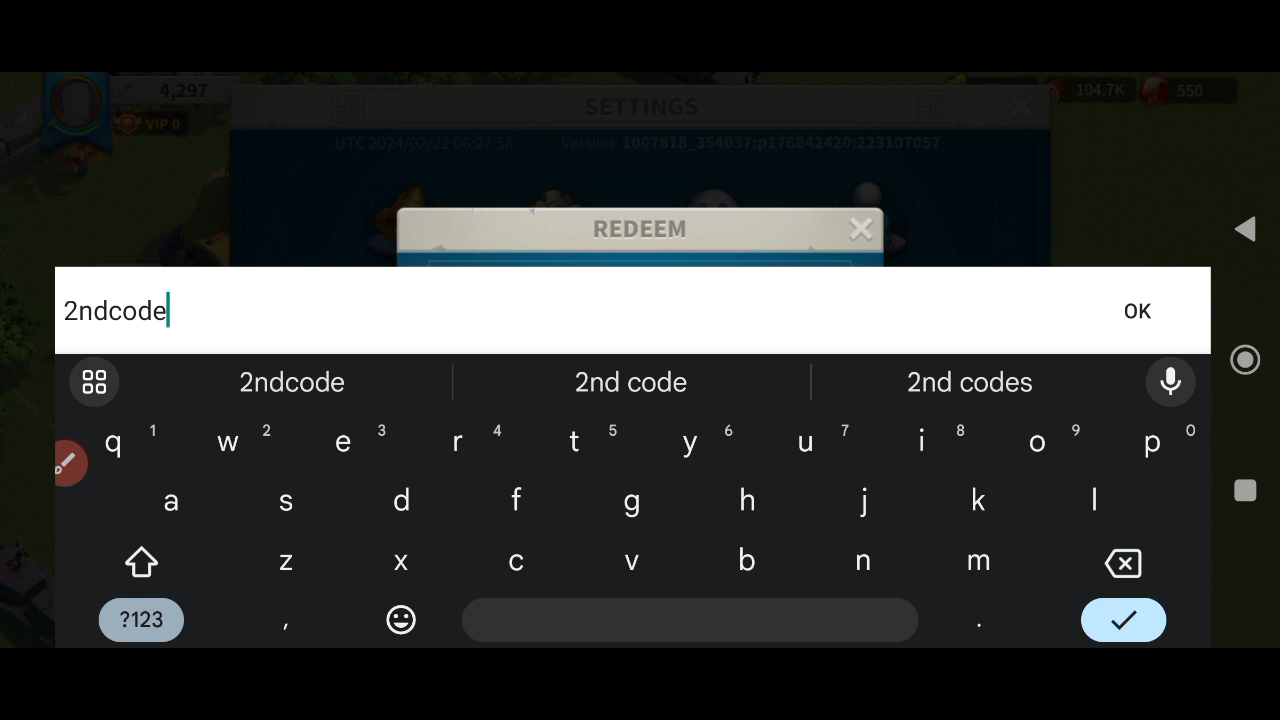 4,297
104.7K
550
SETTINGS
VIP 0
UTC 2024/02/22 06:27:58 Version: 1007818_354037:p176842420:223107057
REDEEM
2ndcode
OK
2ndcode 2nd code 2nd codes
q 1 w 2 e 3 r 4 t 5 y 6 u 7 i 8 o 9 p 0
a s d f g h j k l
z x c v b n m
?123 , .